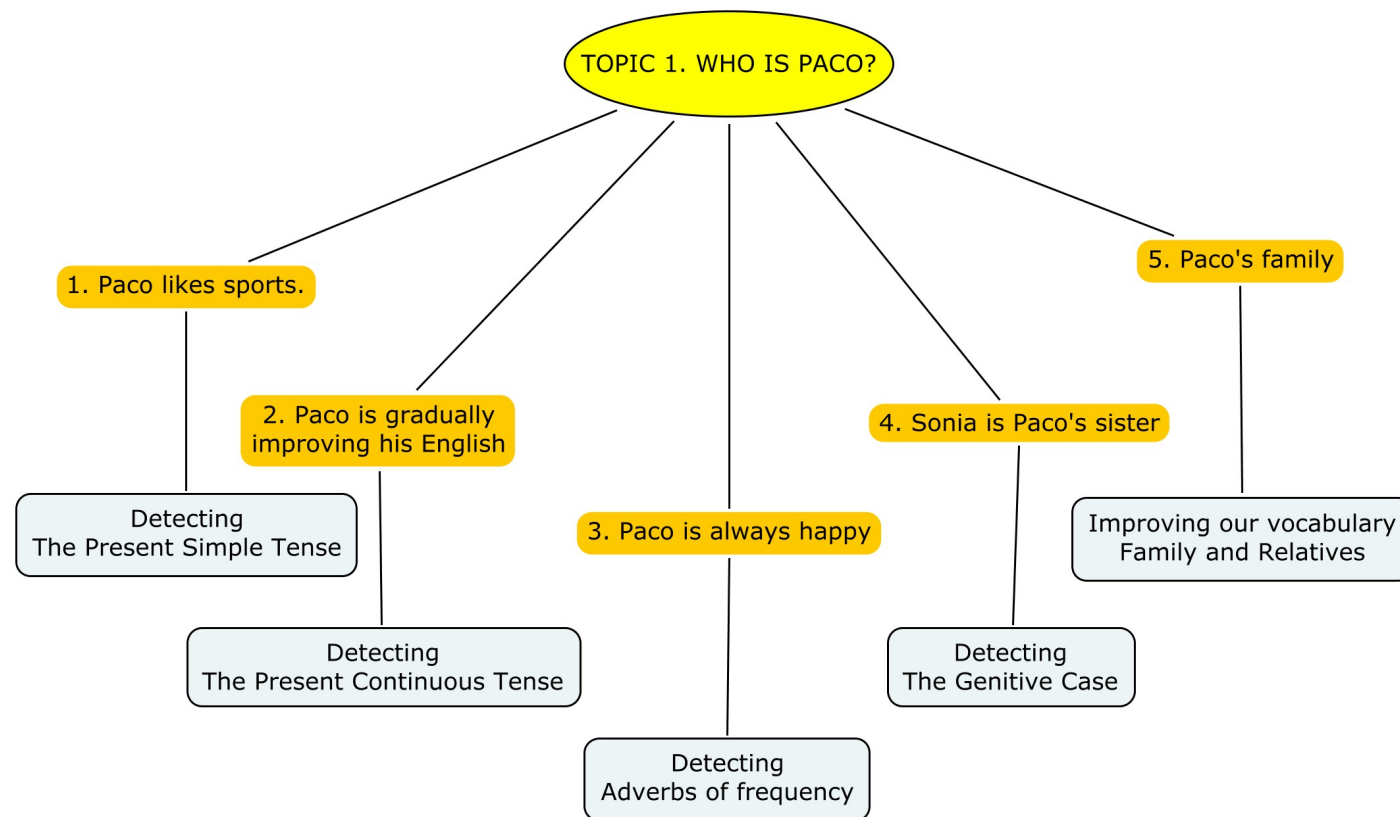 TOPIC 1. WHO IS PACO?
1. Paco likes sports.
Detecting
The Present Simple Tense
2. Paco is gradually
improving his English
Detecting
The Present Continuous Tense
3. Paco is always happy
Detecting
Adverbs of frequency
4. Sonia is Paco's sister
Detecting
The Genitive Case
5. Paco's family
Improving our vocabulary
Family and Relatives